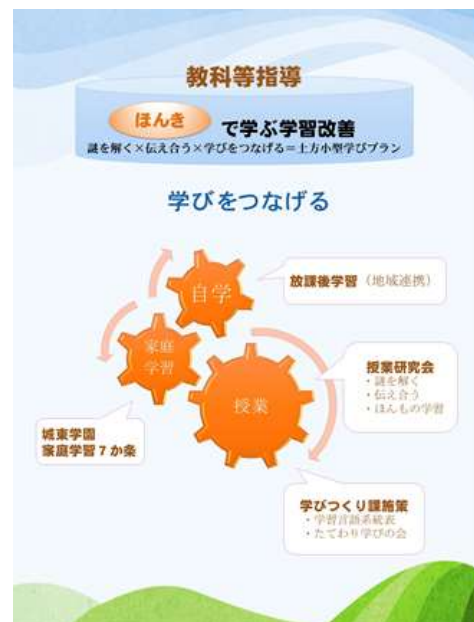 教科等指導
ほんき で学ぶ学習改善
謎を解く×伝え合う×学びをつなげる＝土方小型学びプラン
学びをつなげる
自学
放課後学習（地域連携）
家庭
学習
授業
授業研究会
・謎を解く
・伝え合う
・ほんもの学習
城東学園
家庭学習７か条
学びつくり課施策
・学習言語系統表
・たてわり学びの会